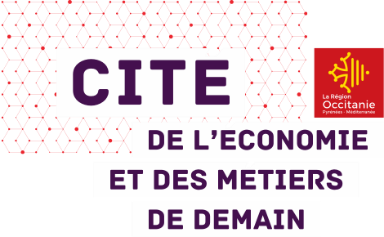 CITE
La Région
Occitanie
Pyrénées - Méditerranée
DE L'ECONOMIE
ET DES METIERS
DE DEMAIN